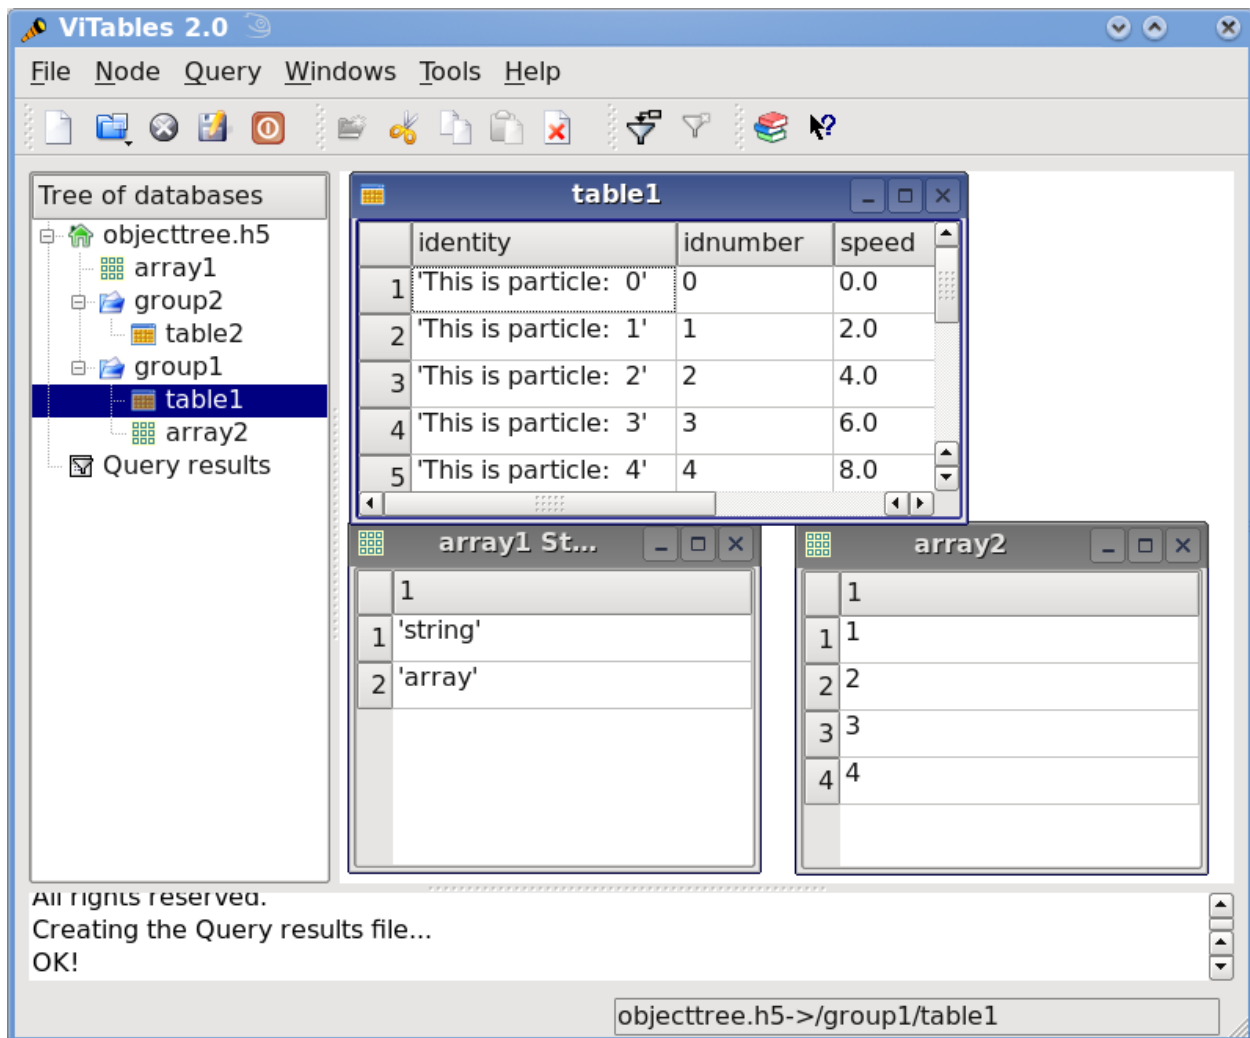 ViTables 2.0
File Node Query Windows Tools Help
Tree of databases
objecttree.h5
array1
group2
table2
group1
table1
array2
Query results
table1
identity idnumber speed
1 'This is particle:  0' 0 0.0
2 'This is particle:  1' 1 2.0
3 'This is particle:  2' 2 4.0
4 'This is particle:  3' 3 6.0
5 'This is particle:  4' 4 8.0
array1 St...
1
1 'string'
2 'array'
array2
1
1 1
2 2
3 3
4 4
All rights reserved.
Creating the Query results file...
OK!
objecttree.h5->/group1/table1